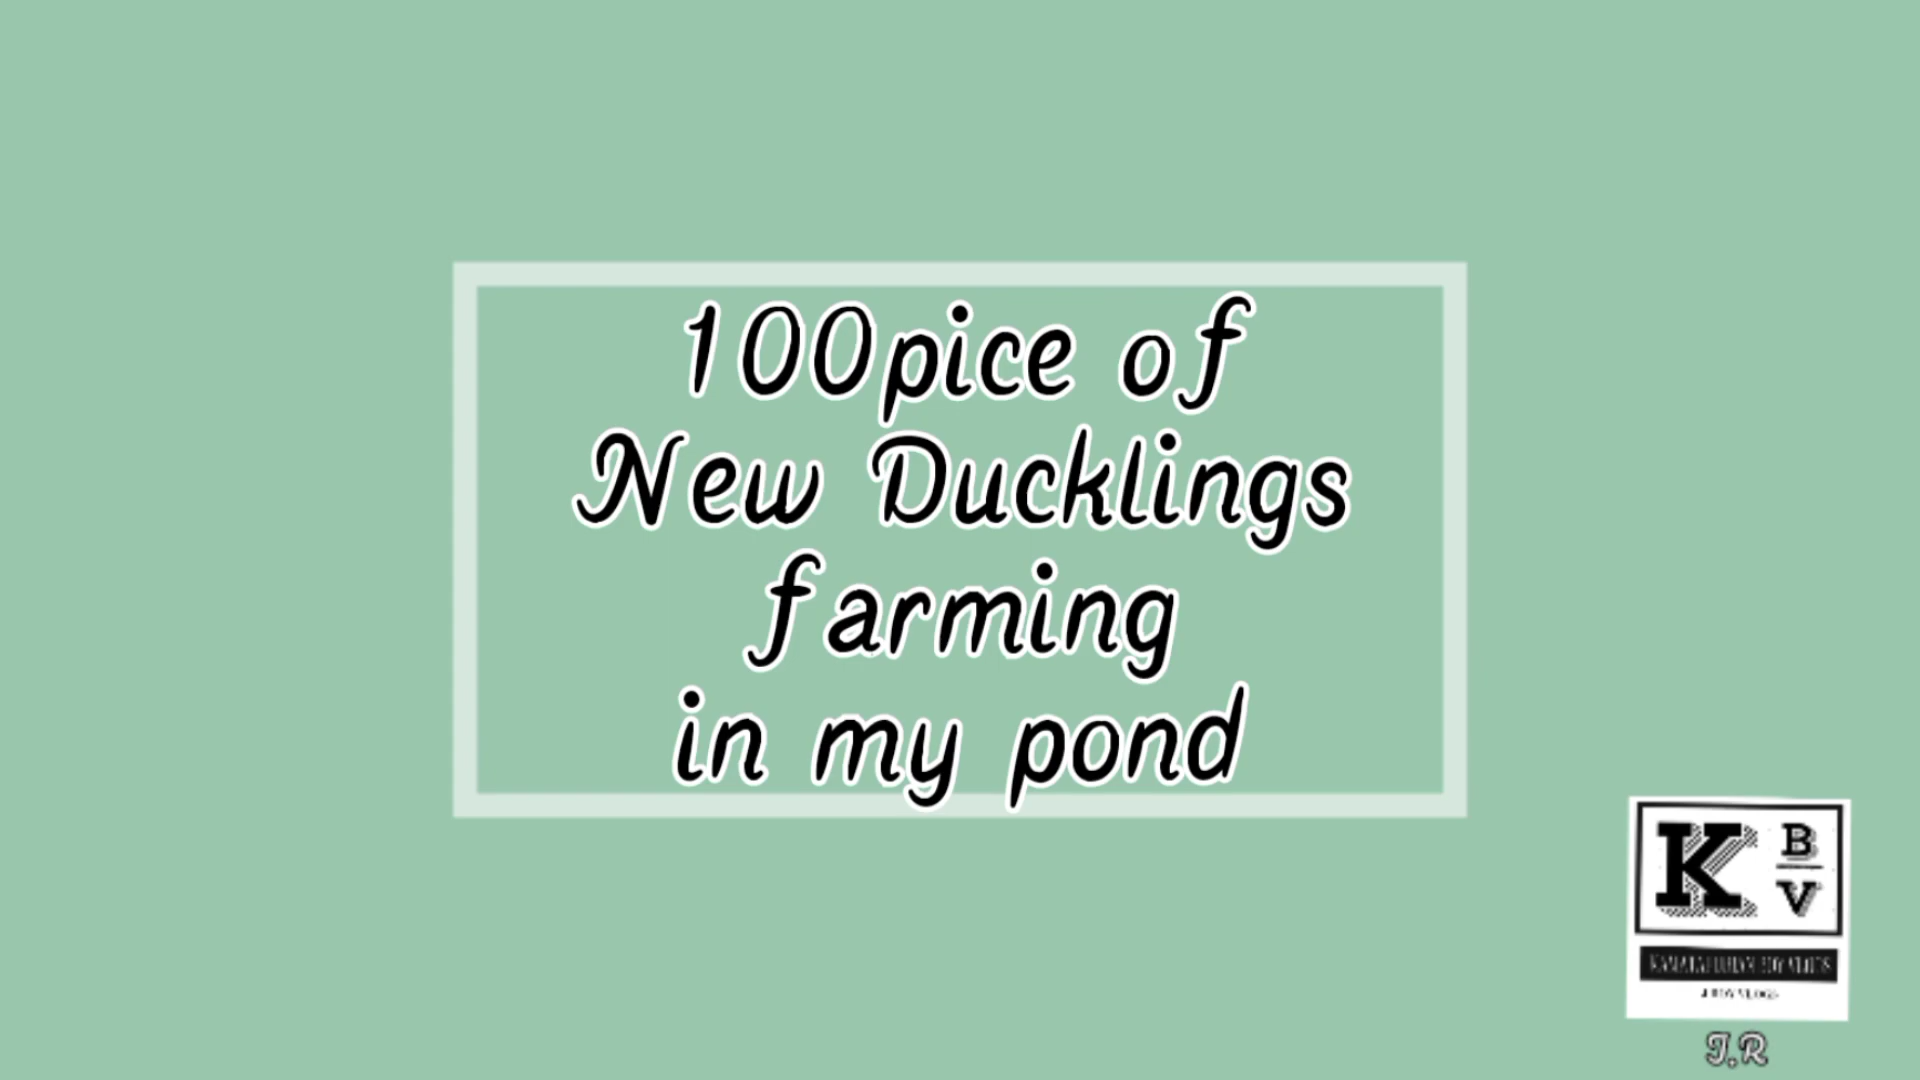 100pice of
New Ducklings
farming
in my pond
K
B
V
J.R